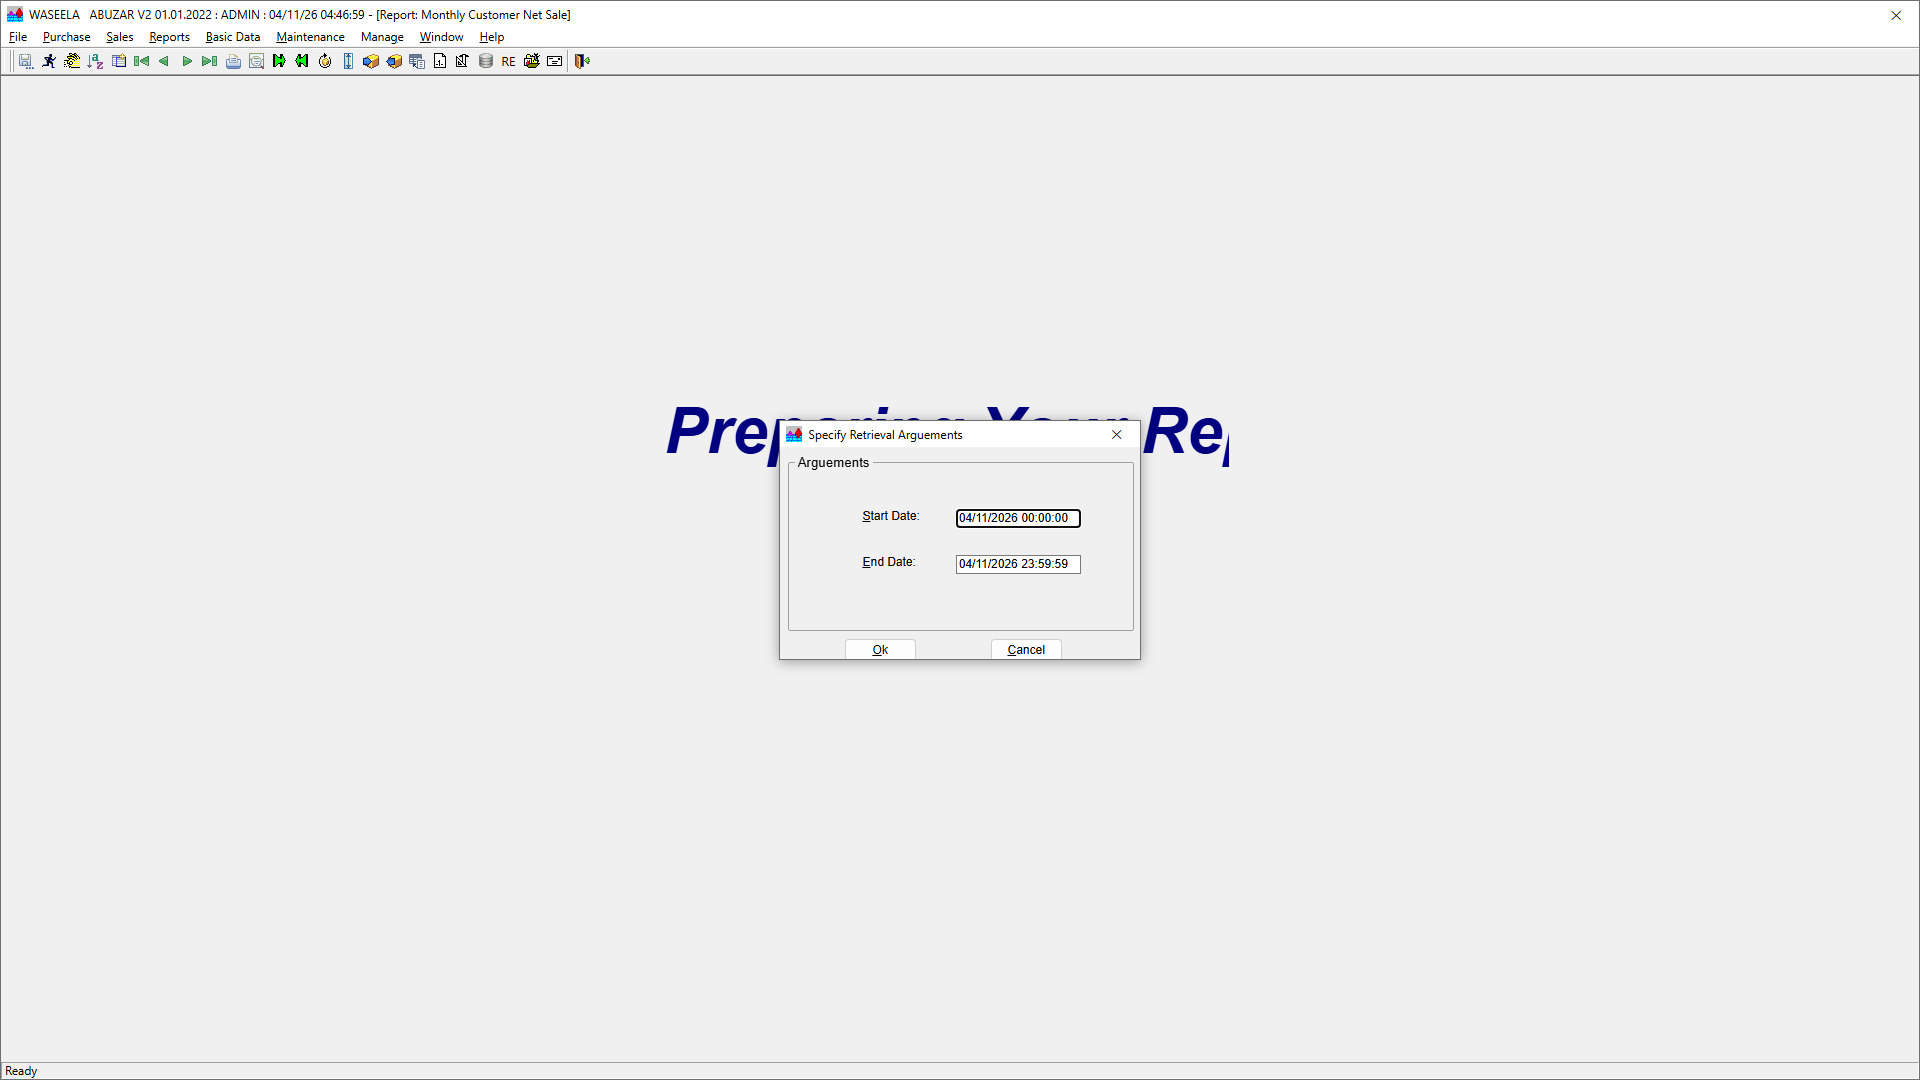 WASEELA ABUZAR V2 01.01.2022 : ADMIN : 04/11/26 04:46:59 - [Report: Monthly Customer Net Sale]
File Purchase Sales Reports Basic Data Maintenance Manage Window Help
RE
Specify Retrieval Arguements
Arguements
Start Date: 04/11/2026 00:00:00
End Date: 04/11/2026 23:59:59
Ok Cancel
Ready